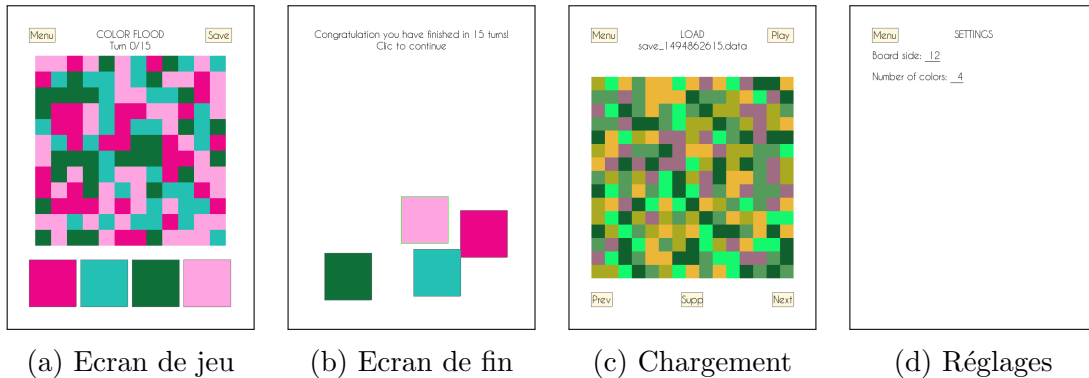 Menu COLOR FLOOD Save
Turn 0/15
Congratulation you have finished in 15 turns!
Clic to continue
Menu LOAD Play
save_1494862615.data
Prev Supp Next
Menu SETTINGS
Board side: 12
Number of colors: 4
(a) Ecran de jeu
(b) Ecran de fin
(c) Chargement
(d) Réglages